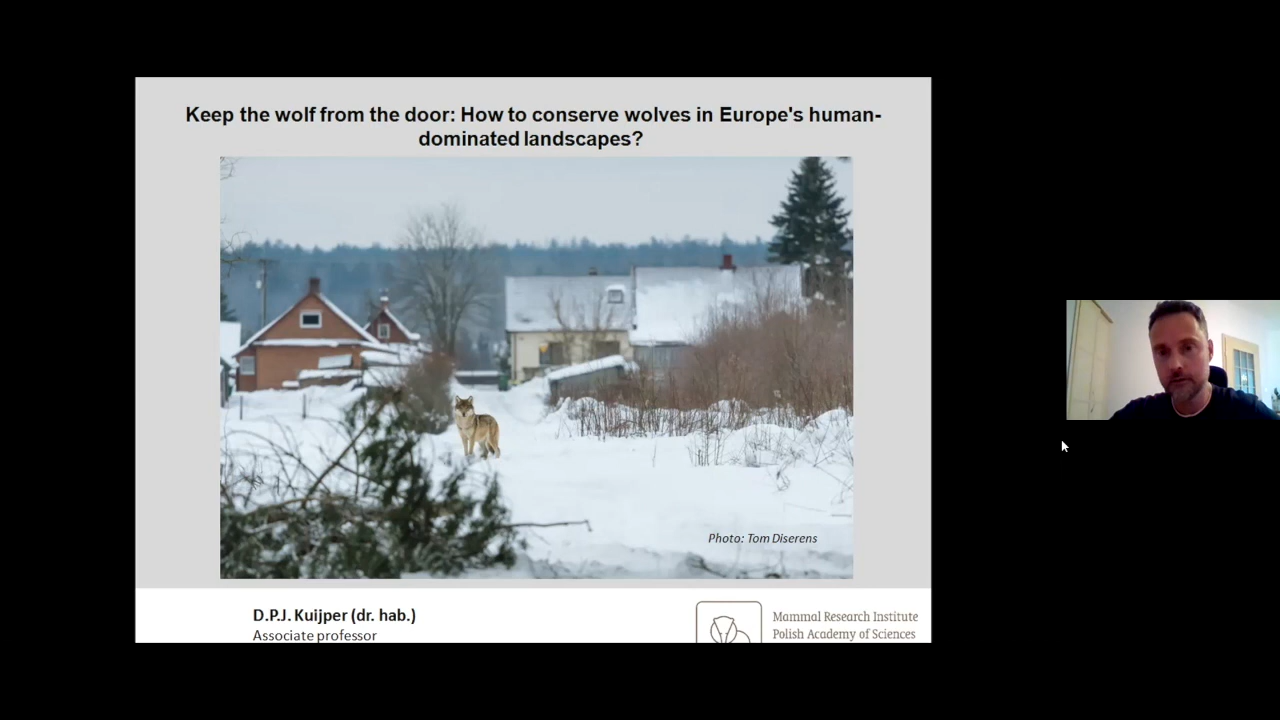 Keep the wolf from the door: How to conserve wolves in Europe's human-
dominated landscapes?
Photo: Tom Diserens
D.P.J. Kuijper (dr. hab.)
Associate professor
Mammal Research Institute
Polish Academy of Sciences